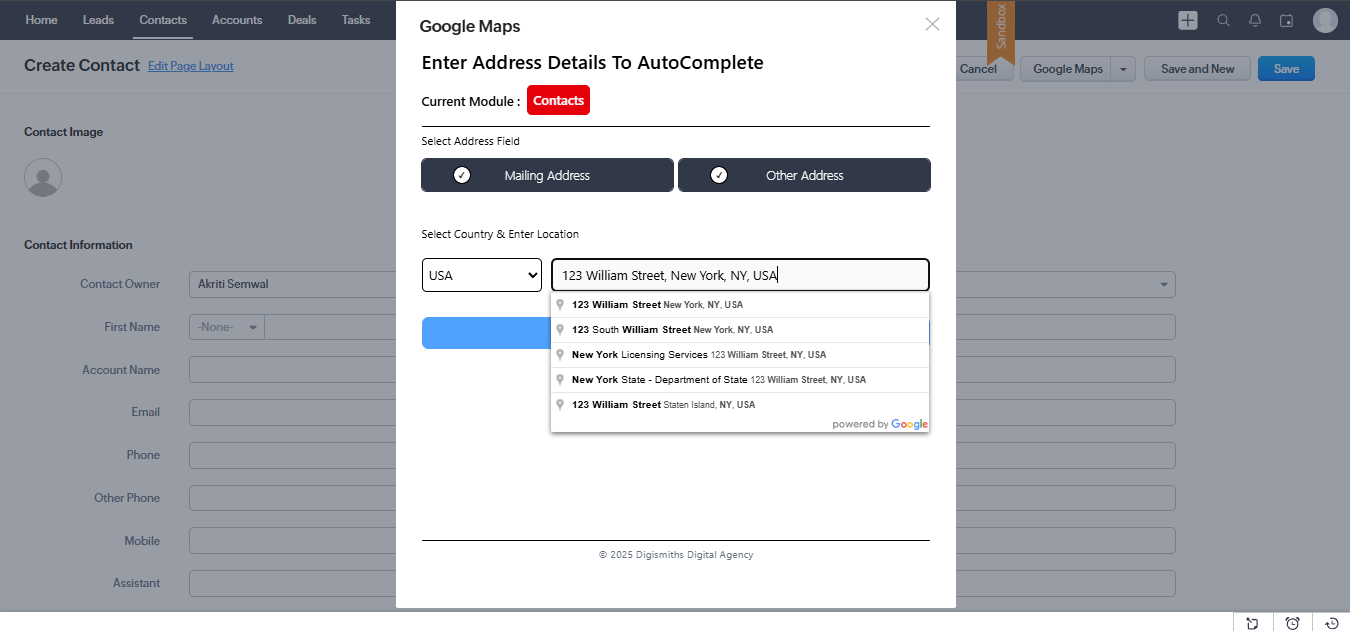 Home Leads Contacts Accounts Deals Tasks
Sandbox
Create Contact Edit Page Layout
Cancel Google Maps Save and New Save
Contact Image
Contact Information
Contact Owner Akriti Semwal
First Name -None-
Account Name
Email
Phone
Other Phone
Mobile
Assistant
Google Maps
Enter Address Details To AutoComplete
Current Module : Contacts
Select Address Field
Mailing Address Other Address
Select Country & Enter Location
USA 123 William Street, New York, NY, USA
123 William Street New York, NY, USA
123 South William Street New York, NY, USA
New York Licensing Services 123 William Street, NY, USA
New York State - Department of State 123 William Street, NY, USA
123 William Street Staten Island, NY, USA
powered by Google
© 2025 Digismiths Digital Agency